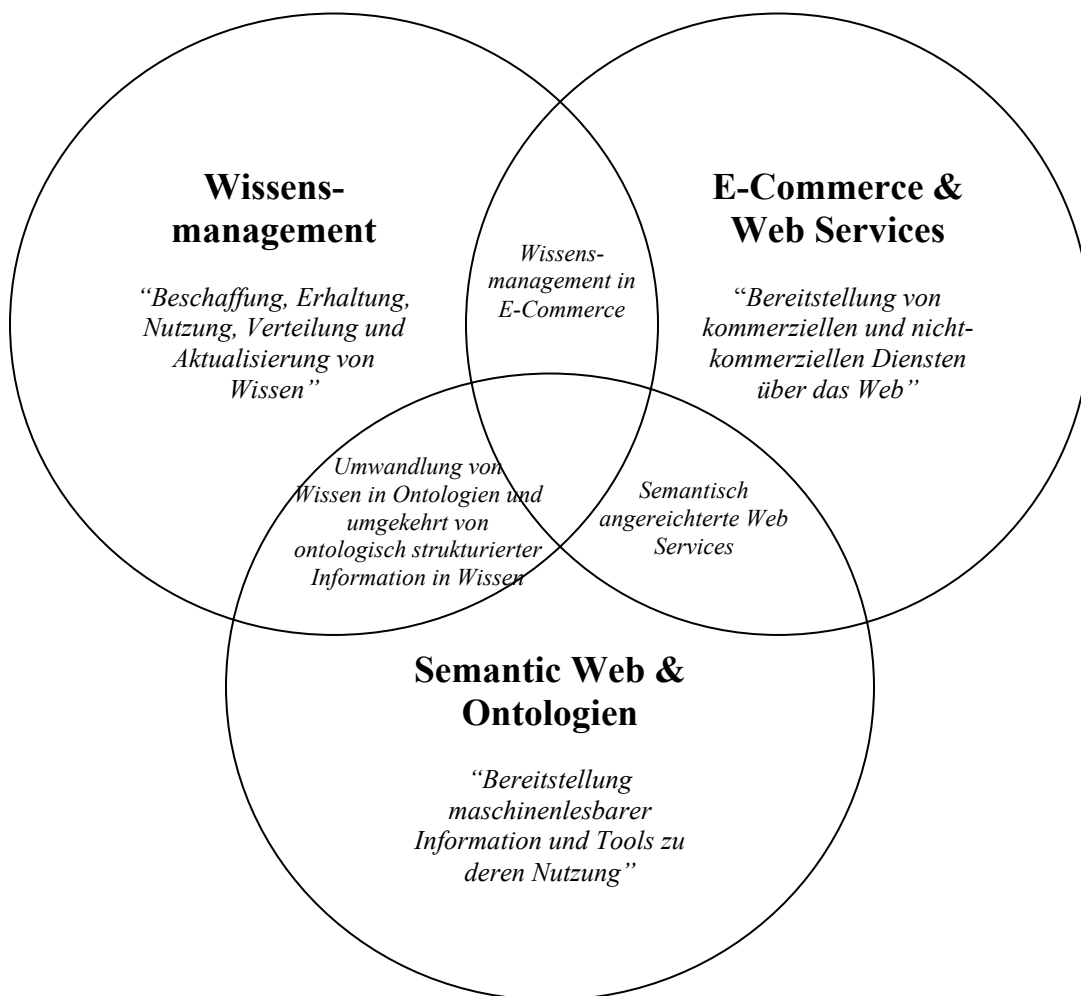 Wissens-
management
“Beschaffung, Erhaltung,
Nutzung, Verteilung und
Aktualisierung von
Wissen”
E-Commerce &
Web Services
“Bereitstellung von
kommerziellen und nicht-
kommerziellen Diensten
über das Web”
Wissens-
management in
E-Commerce
Umwandlung von
Wissen in Ontologien und
umgekehrt von
ontologisch strukturierter
Information in Wissen
Semantisch
angereichterte Web
Services
Semantic Web &
Ontologien
“Bereitstellung
maschinenlesbarer
Information und Tools zu
deren Nutzung”